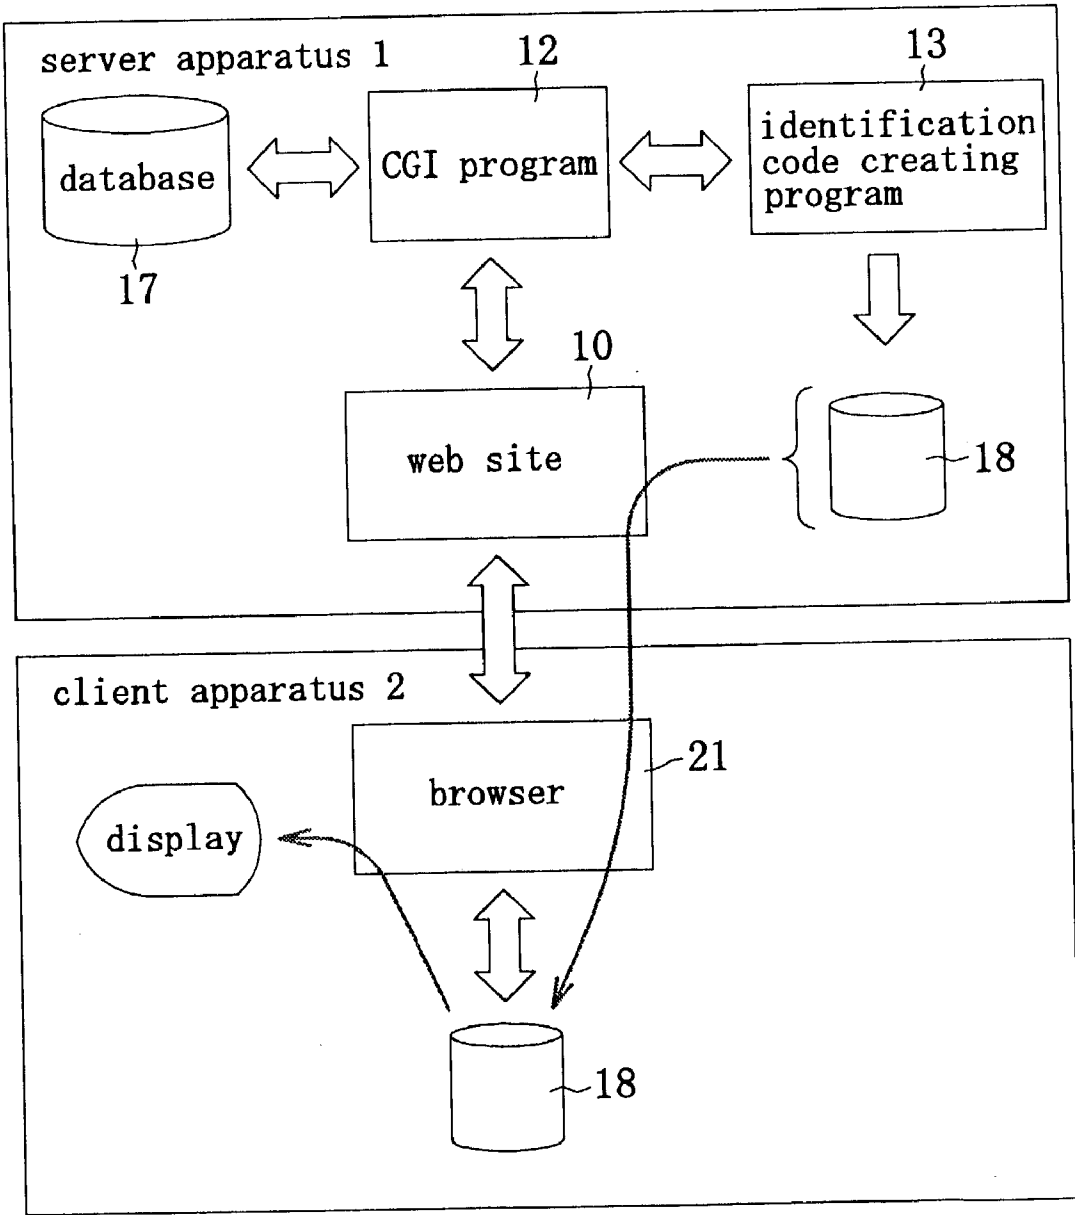 server apparatus 1
12
13
database
CGI program
identification
code creating
program
17
10
web site
18
client apparatus 2
21
browser
display
18